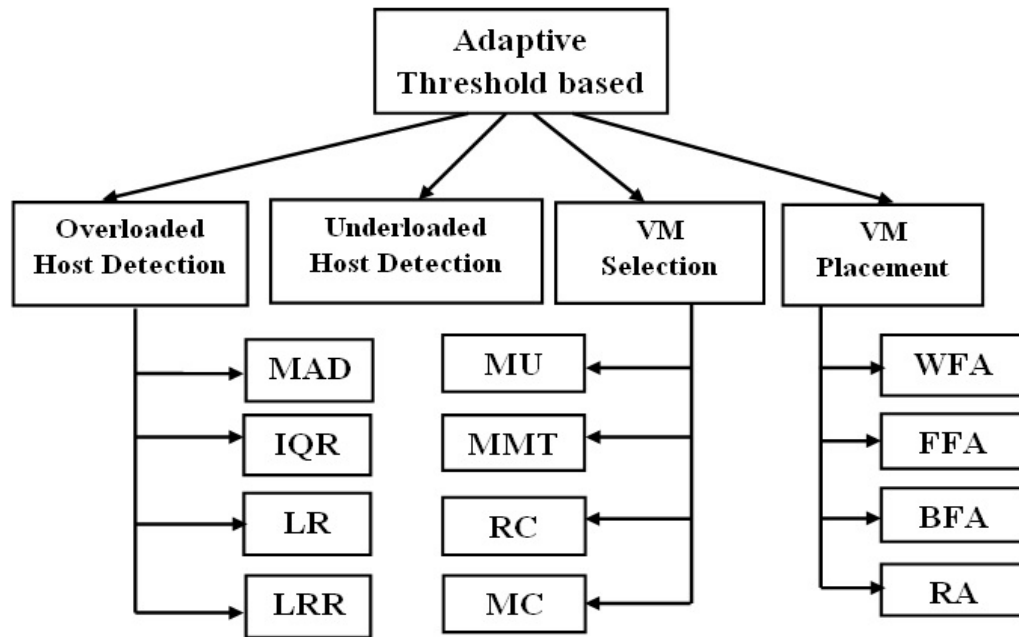 Adaptive
Threshold based
Overloaded
Host Detection
Underloaded
Host Detection
VM
Selection
VM
Placement
MAD
IQR
LR
LRR
MU
MMT
RC
MC
WFA
FFA
BFA
RA